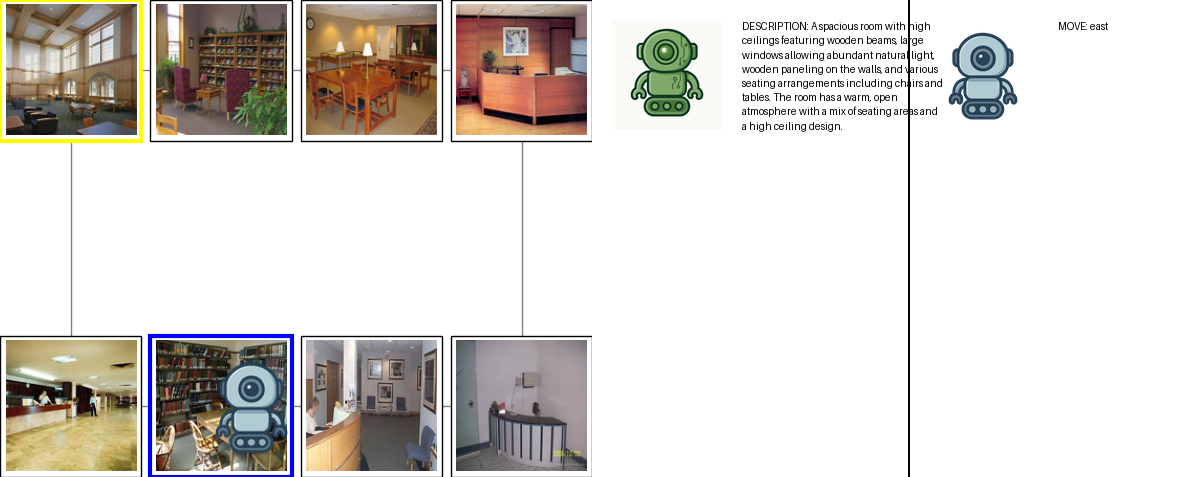 DESCRIPTION: A spacious room with high
ceilings featuring wooden beams, large
windows allowing abundant natural light,
wooden paneling on the walls, and various
seating arrangements including chairs and
tables. The room has a warm, open
atmosphere with a mix of seating areas and
a high ceiling design.
MOVE: east